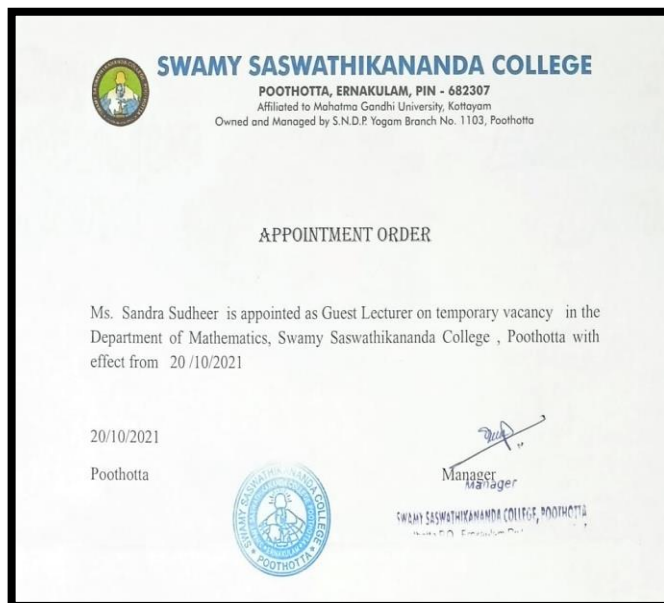 SWAMY SASWATHIKANANDA COLLEGE
POOTHOTTA, ERNAKULAM, PIN - 682307
Affiliated to Mahatma Gandhi University, Kottayam
Owned and Managed by S.N.D.P. Yogam Branch No. 1103, Poothotta
APPOINTMENT ORDER
Ms. Sandra Sudheer is appointed as Guest Lecturer on temporary vacancy in the
Department of Mathematics, Swamy Saswathikananda College , Poothotta with
effect from 20 /10/2021
20/10/2021
Poothotta
Manager
Manager
SWAMY SASWATHIKANANDA COLLEGE, POOTHOTTA
SWAMY SASWATHIKANANDA COLLEGE
POOTHOTTA
ERNAKULAM